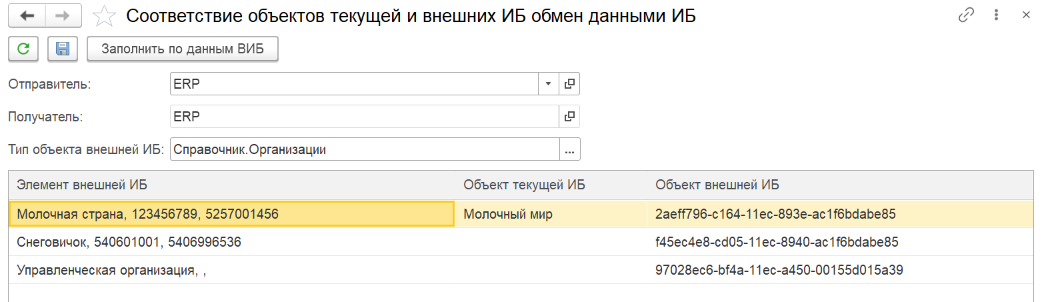 Соответствие объектов текущей и внешних ИБ обмен данными ИБ
Заполнить по данным ВИБ
Отправитель: ERP
Получатель: ERP
Тип объекта внешней ИБ: Справочник.Организации ...
Элемент внешней ИБ Объект текущей ИБ Объект внешней ИБ
Молочная страна, 123456789, 5257001456 Молочный мир 2aeff796-c164-11ec-893e-ac1f6bdabe85
Снеговичок, 540601001, 5406996536 f45ec4e8-cd05-11ec-8940-ac1f6bdabe85
Управленческая организация, , 97028ec6-bf4a-11ec-a450-00155d015a39